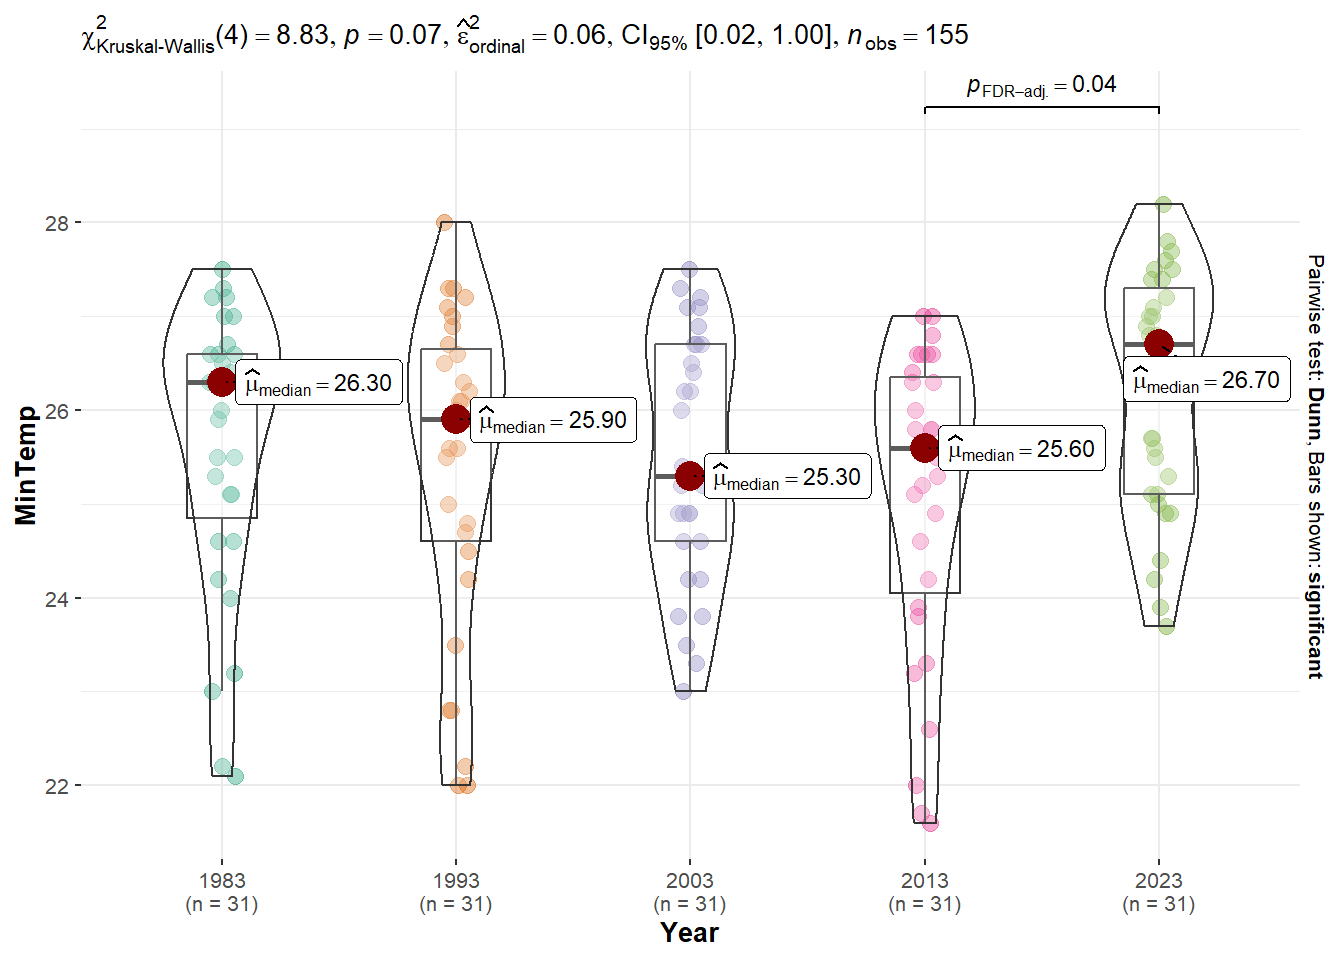 χ²Kruskal-Wallis(4) = 8.83, p = 0.07, ε̂²ordinal = 0.06, CI95% [0.02, 1.00], nobs = 155
pFDR−adj. = 0.04
28
26
24
22
MinTemp
μ̂median = 26.30
μ̂median = 25.90
μ̂median = 25.30
μ̂median = 25.60
μ̂median = 26.70
Pairwise test: Dunn, Bars shown: significant
1983
(n = 31)
1993
(n = 31)
2003
(n = 31)
2013
(n = 31)
2023
(n = 31)
Year